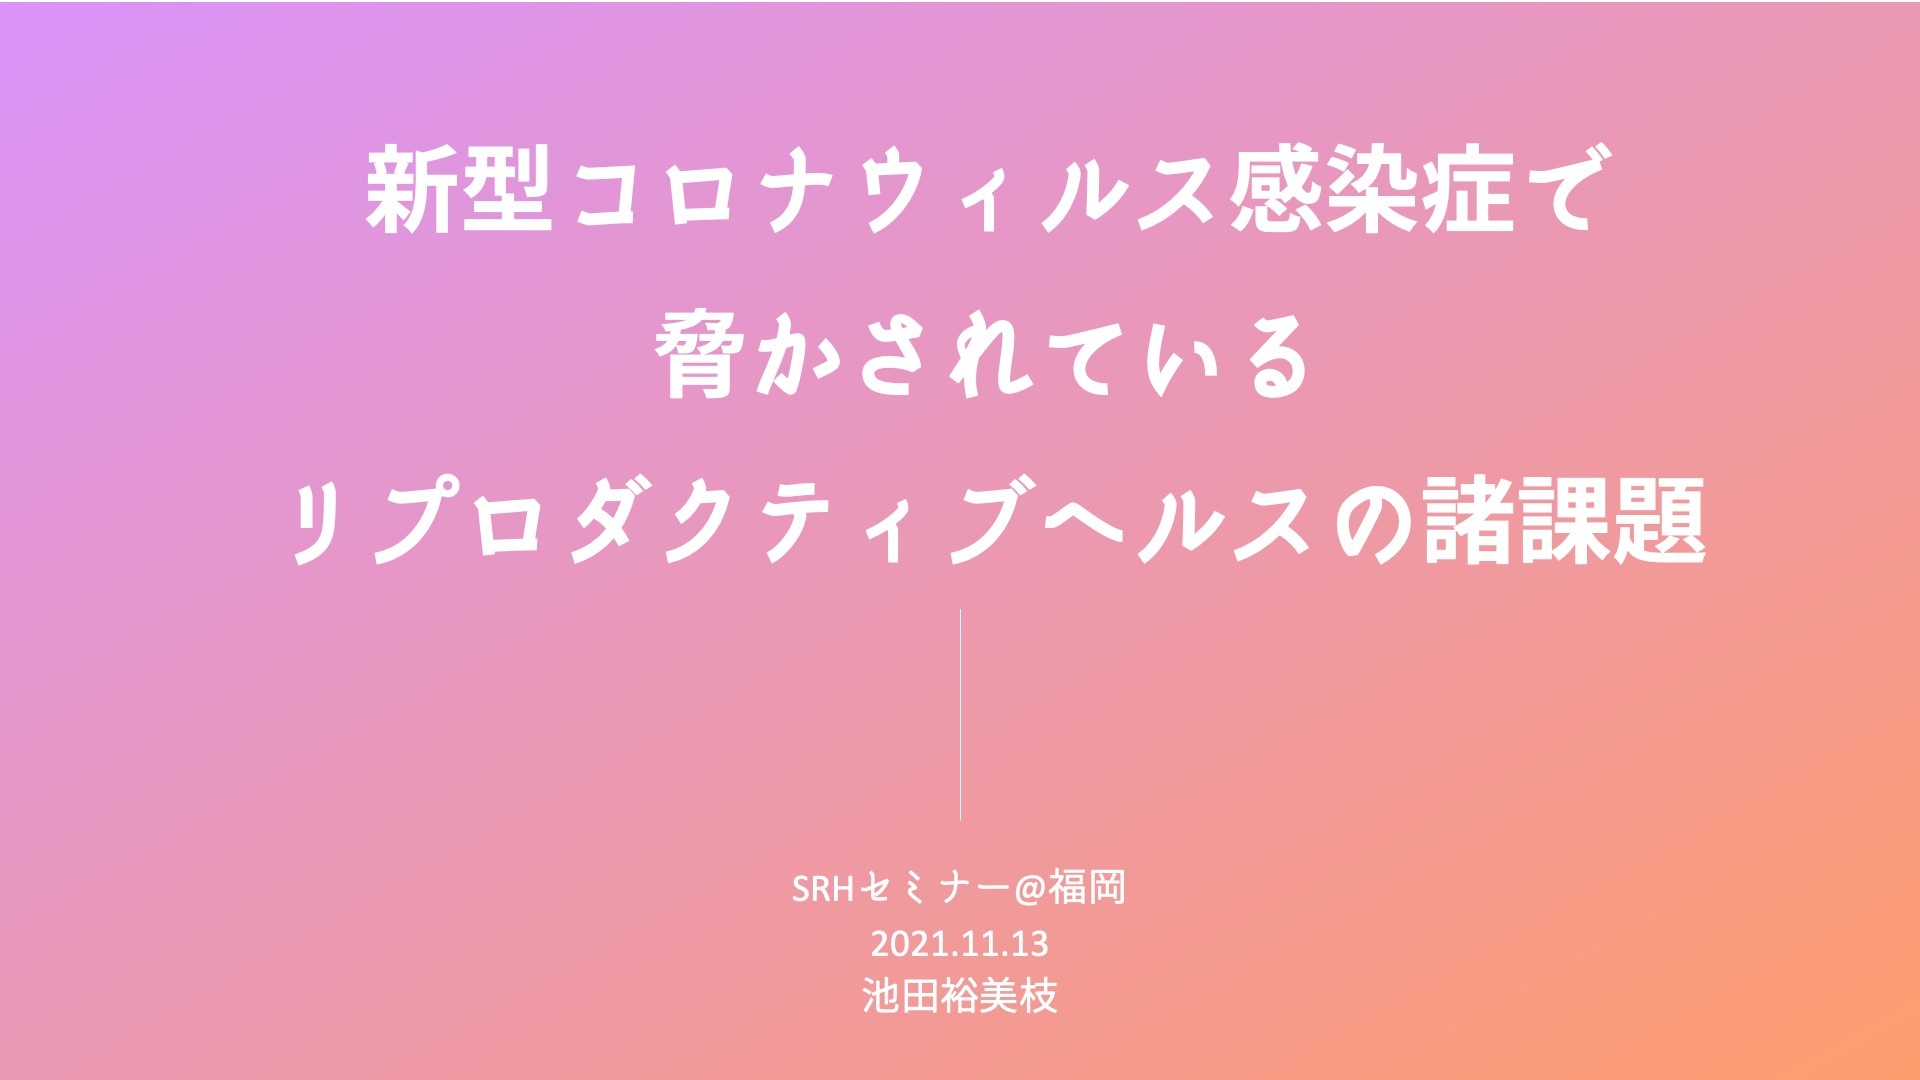 新型コロナウィルス感染症で
脅かされている
リプロダクティブヘルスの諸課題
SRHセミナー@福岡
2021.11.13
池田裕美枝